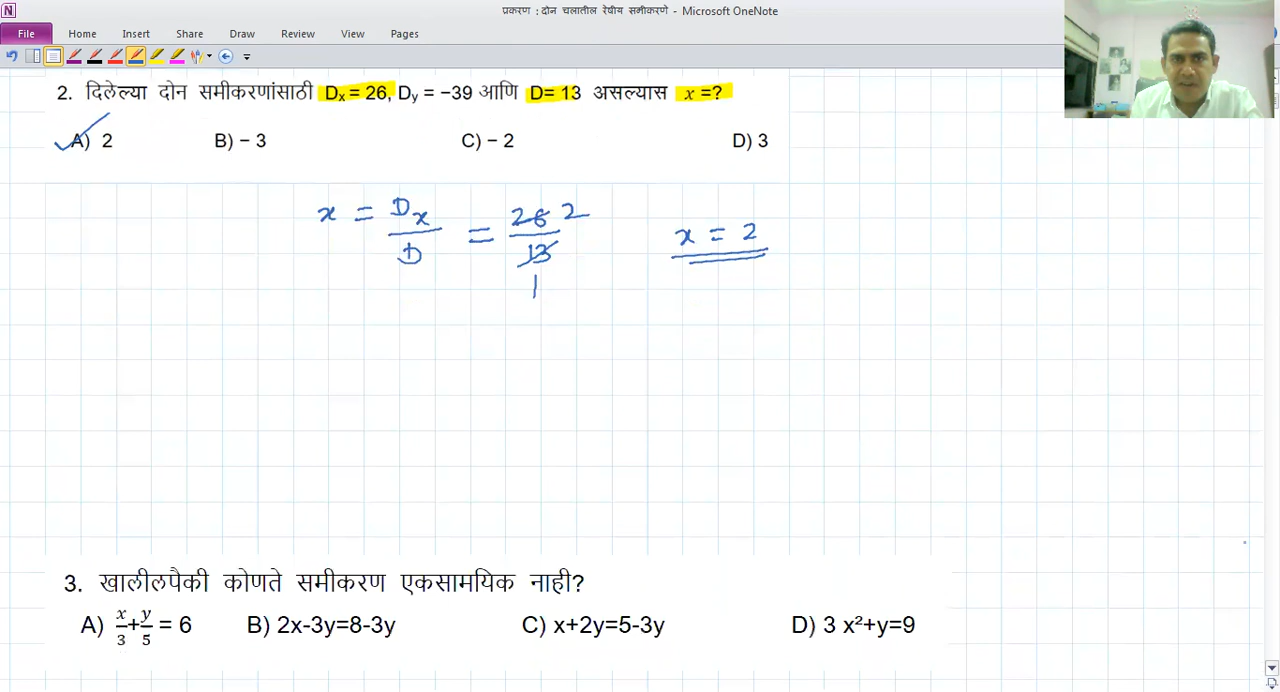 प्रकरण : दोन चलातील रेषीय समीकरणे - Microsoft OneNote
File Home Insert Share Draw Review View Pages
2. दिलेल्या दोन समीकरणांसाठी Dₓ = 26, Dᵧ = −39 आणि D= 13 असल्यास x =?
A) 2 B) − 3 C) − 2 D) 3
x = Dₓ / D = 26 / 13 2 1 x = 2
3. खालीलपैकी कोणते समीकरण एकसामयिक नाही?
A) x/3 + y/5 = 6 B) 2x-3y=8-3y C) x+2y=5-3y D) 3 x²+y=9